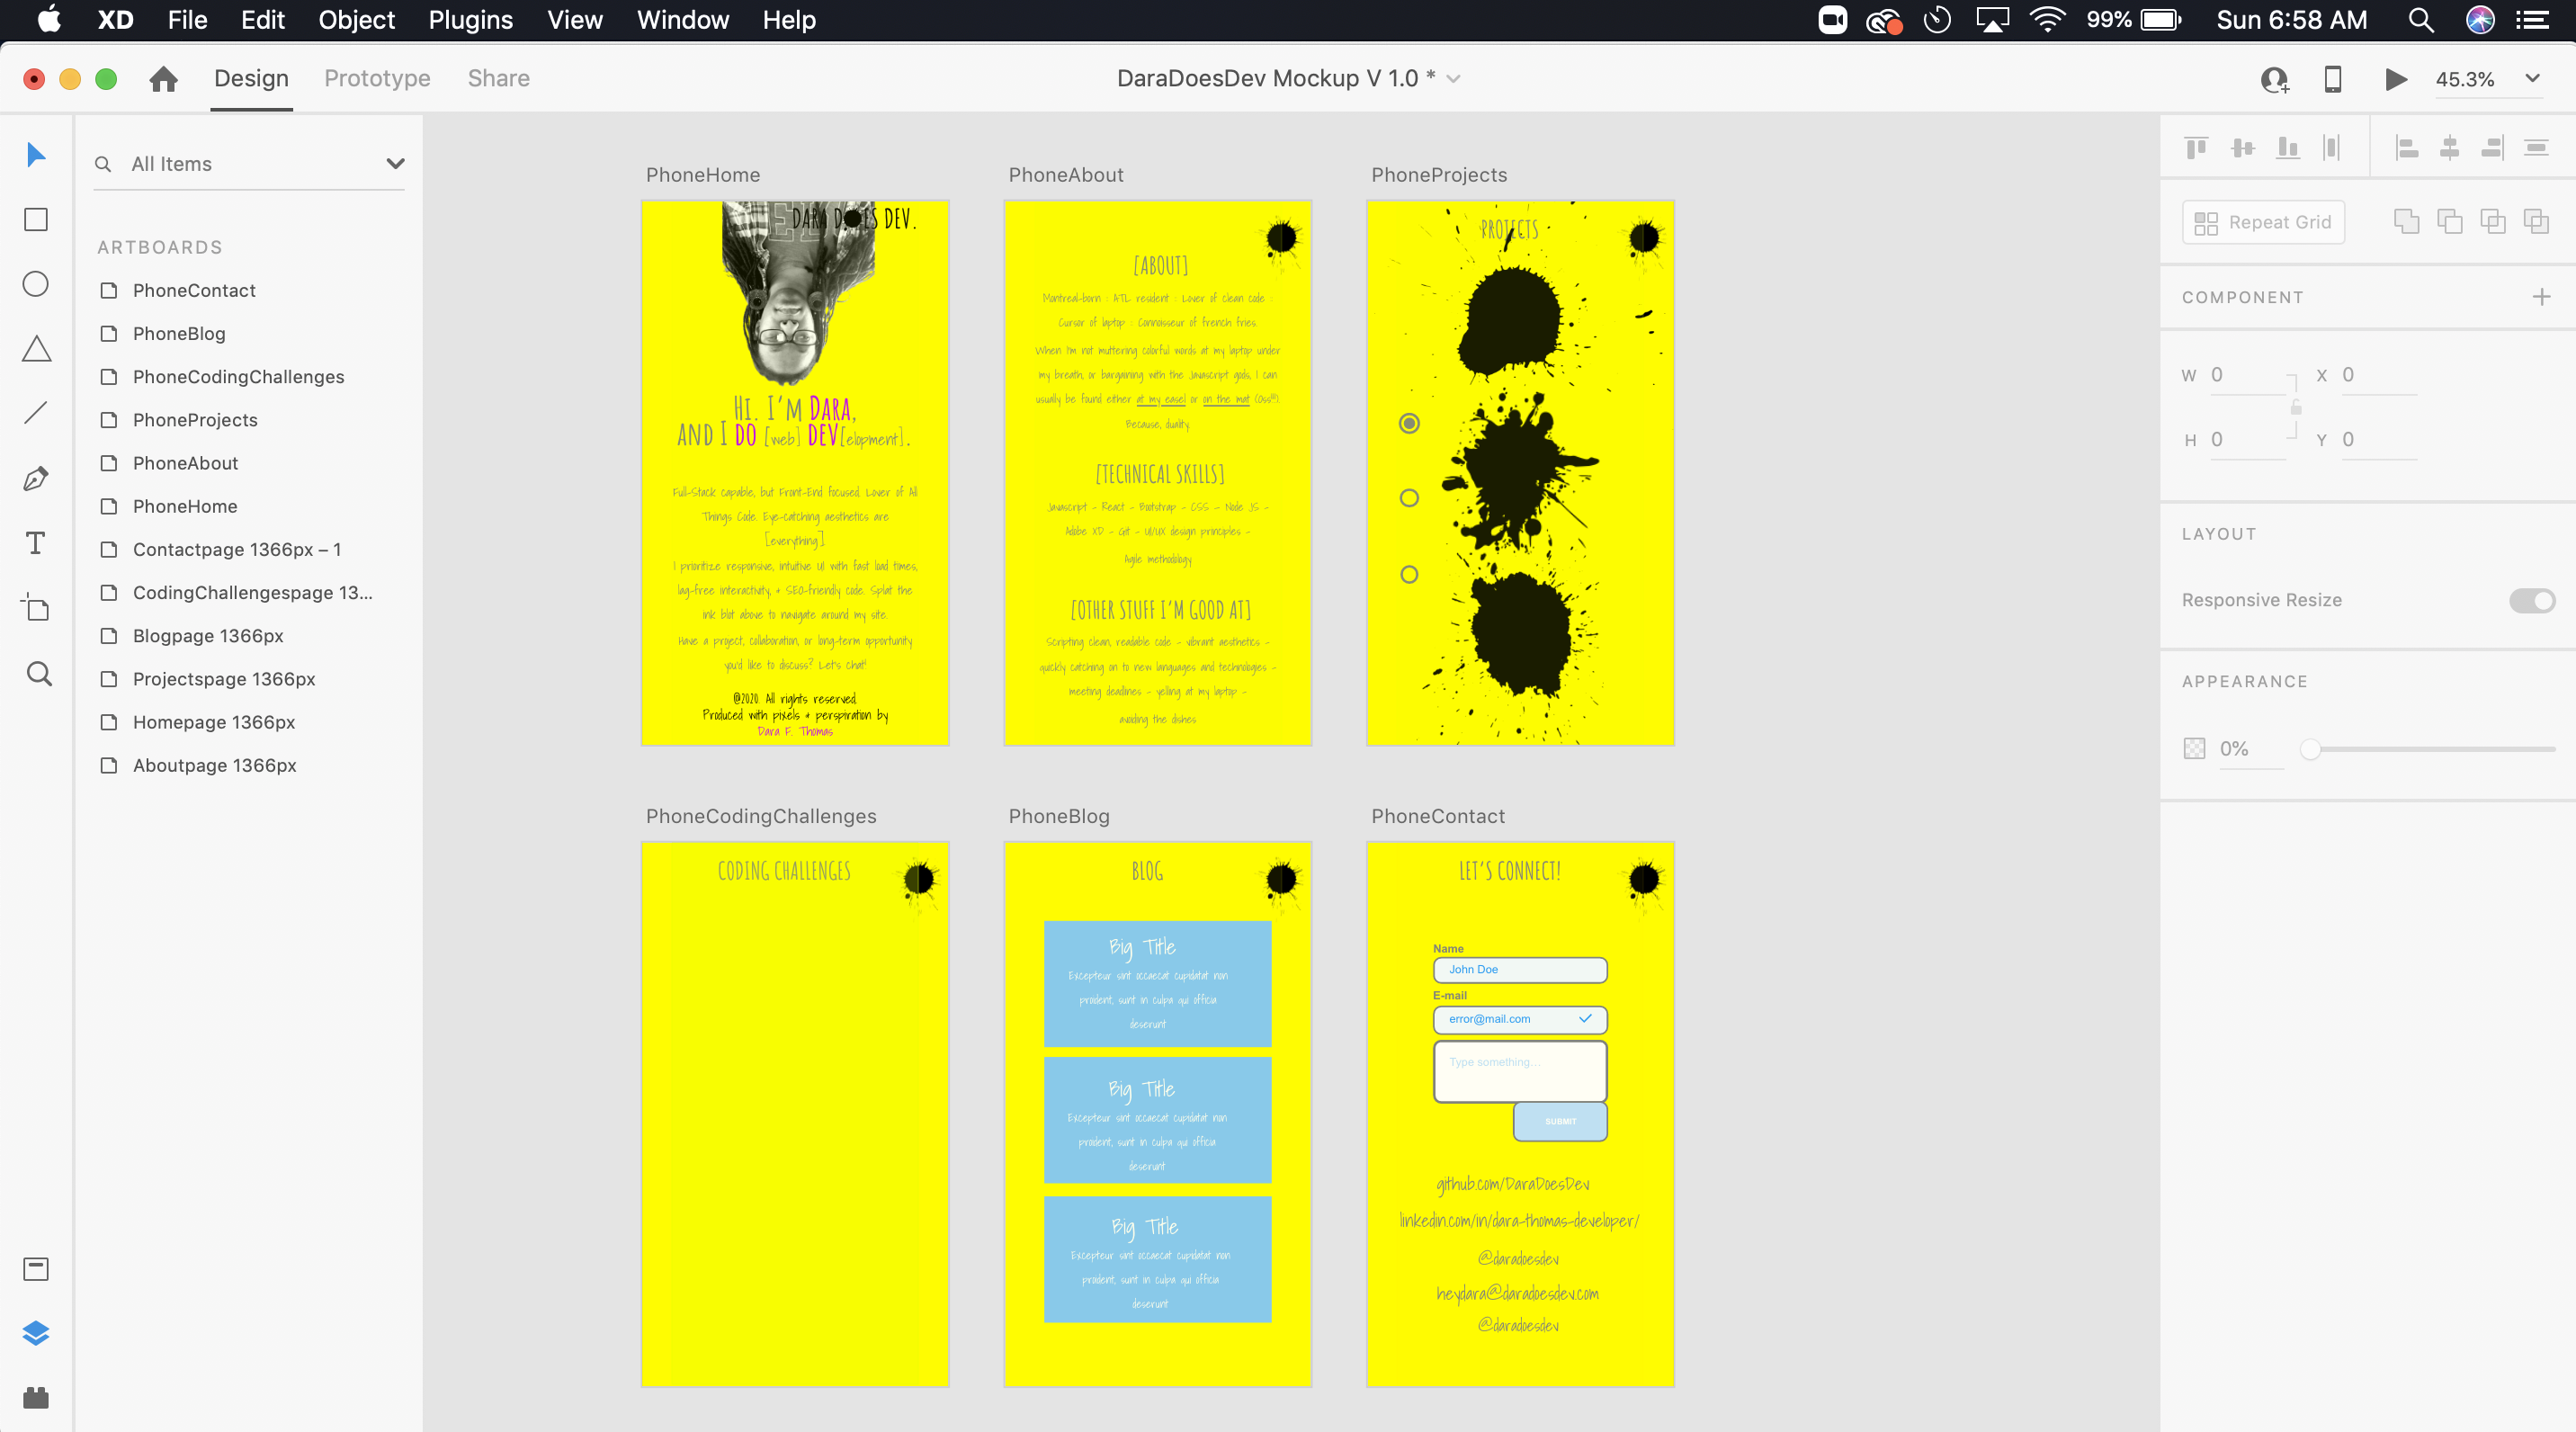 XD File Edit Object Plugins View Window Help 99% Sun 6:58 AM
Design Prototype Share DaraDoesDev Mockup V 1.0 * 45.3%
All Items
ARTBOARDS
PhoneContact
PhoneBlog
PhoneCodingChallenges
PhoneProjects
PhoneAbout
PhoneHome
Contactpage 1366px – 1
CodingChallengespage 13...
Blogpage 1366px
Projectspage 1366px
Homepage 1366px
Aboutpage 1366px
PhoneHome
DARA D ES DEV.
HI. I'M DARA,
AND I DO [web] DEV[elopment].
Full-Stack capable, but Front-End focused. Lover of All
Things Code. Eye-catching aesthetics are
[everything].
I prioritize responsive, intuitive UI with fast load times,
lag-free interactivity, + SEO-friendly code. Splat the
ink blot above to navigate around my site.
Have a project, collaboration, or long-term opportunity
you'd like to discuss? Let's chat!
@2020. All rights reserved.
Produced with pixels + perspiration by
Dara F. Thomas
PhoneAbout
[ABOUT]
Montreal-born : ATL resident : Lover of clean code :
Cursor of laptop : Connoisseur of french fries.
When I'm not muttering colorful words at my laptop under
my breath, or bargaining with the Javascript gods, I can
usually be found either at my easel or on the mat (Oss!!!).
Because, duality.
[TECHNICAL SKILLS]
Javascript ~ React ~ Bootstrap ~ CSS ~ Node JS ~
Adobe XD ~ Git ~ UI/UX design principles ~
Agile methodology
[OTHER STUFF I'M GOOD AT]
Scripting clean, readable code ~ vibrant aesthetics ~
quickly catching on to new languages and technologies ~
meeting deadlines ~ yelling at my laptop ~
avoiding the dishes
PhoneProjects
PROJECTS
PhoneCodingChallenges
CODING CHALLENGES
PhoneBlog
BLOG
Big Title
Excepteur sint occaecat cupidatat non
proident, sunt in culpa qui officia
deserunt
Big Title
Excepteur sint occaecat cupidatat non
proident, sunt in culpa qui officia
deserunt
Big Title
Excepteur sint occaecat cupidatat non
proident, sunt in culpa qui officia
deserunt
PhoneContact
LET'S CONNECT!
Name
John Doe
E-mail
error@mail.com
Type something...
SUBMIT
github.com/DaraDoesDev
linkedin.com/in/dara-thomas-developer/
@daradoesdev
heydara@daradoesdev.com
@daradoesdev
Repeat Grid
COMPONENT
W 0 X 0
H 0 Y 0
LAYOUT
Responsive Resize
APPEARANCE
0%